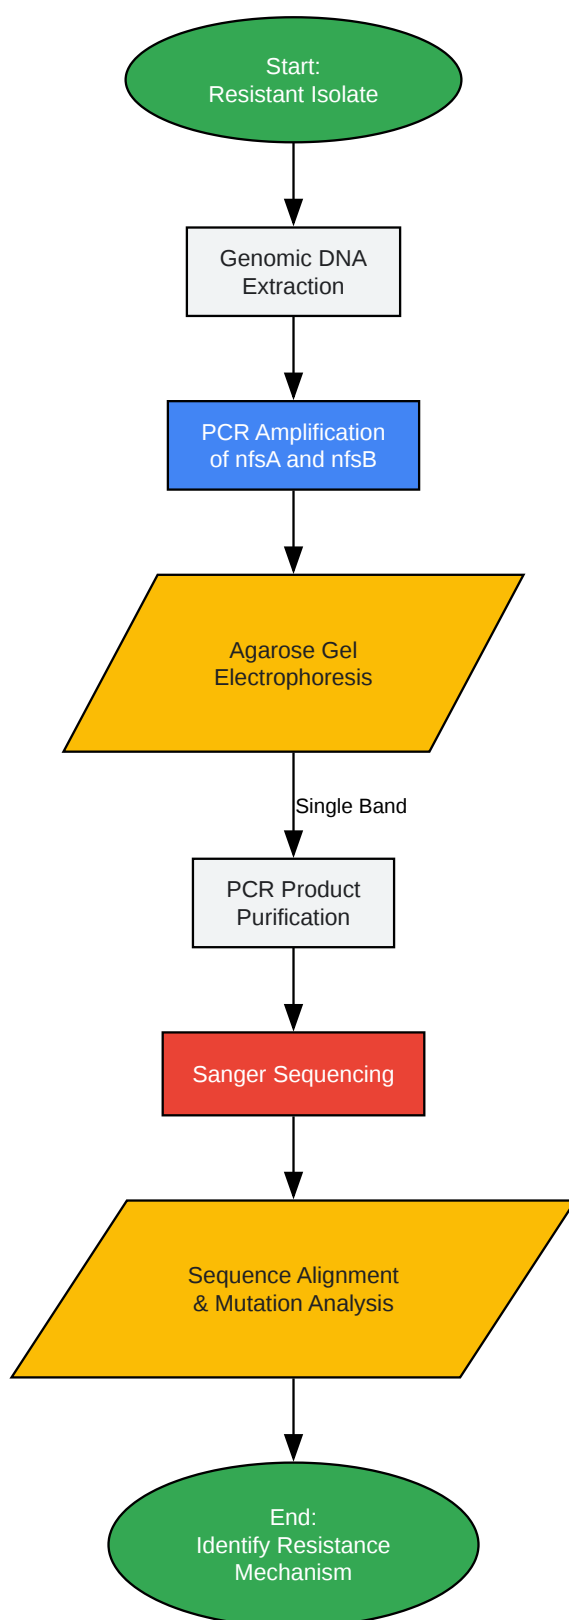 Start:
Resistant Isolate
Genomic DNA
Extraction
PCR Amplification
of nfsA and nfsB
Agarose Gel
Electrophoresis
Single Band
PCR Product
Purification
Sanger Sequencing
Sequence Alignment
& Mutation Analysis
End:
Identify Resistance
Mechanism